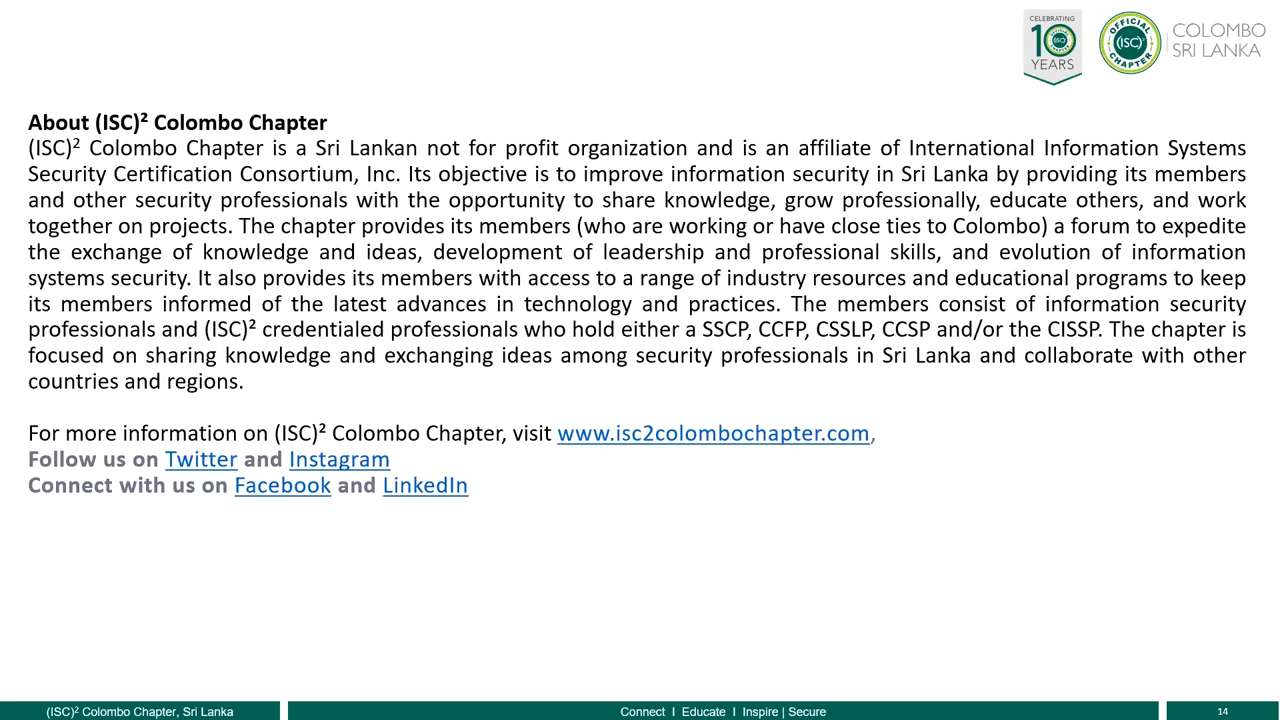 CELEBRATING
10
(ISC)²
YEARS
OFFICIAL
(ISC)²
CHAPTER
COLOMBO
SRI LANKA
About (ISC)² Colombo Chapter
(ISC)² Colombo Chapter is a Sri Lankan not for profit organization and is an affiliate of International Information Systems
Security Certification Consortium, Inc. Its objective is to improve information security in Sri Lanka by providing its members
and other security professionals with the opportunity to share knowledge, grow professionally, educate others, and work
together on projects. The chapter provides its members (who are working or have close ties to Colombo) a forum to expedite
the exchange of knowledge and ideas, development of leadership and professional skills, and evolution of information
systems security. It also provides its members with access to a range of industry resources and educational programs to keep
its members informed of the latest advances in technology and practices. The members consist of information security
professionals and (ISC)² credentialed professionals who hold either a SSCP, CCFP, CSSLP, CCSP and/or the CISSP. The chapter is
focused on sharing knowledge and exchanging ideas among security professionals in Sri Lanka and collaborate with other
countries and regions.
For more information on (ISC)² Colombo Chapter, visit www.isc2colombochapter.com,
Follow us on Twitter and Instagram
Connect with us on Facebook and LinkedIn
(ISC)² Colombo Chapter, Sri Lanka
Connect I Educate I Inspire | Secure
14